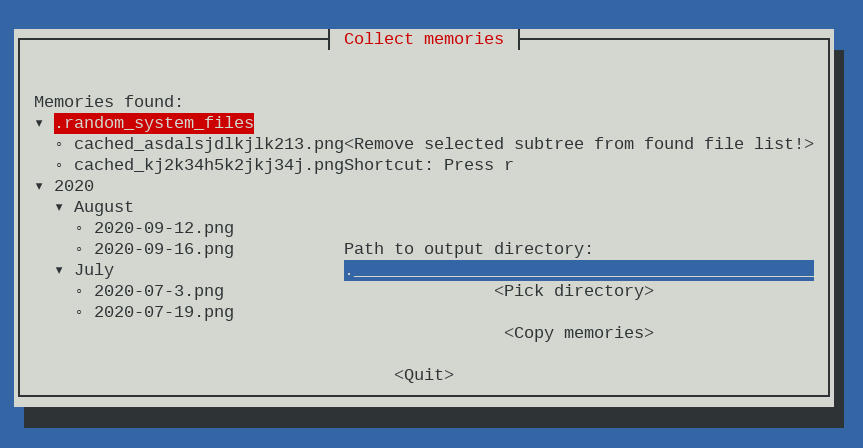 Collect memories
Memories found:
▾ .random_system_files
◦ cached_asdalsjdlkjlk213.png<Remove selected subtree from found file list!>
◦ cached_kj2k34h5k2jkj34j.pngShortcut: Press r
▾ 2020
▾ August
◦ 2020-09-12.png
◦ 2020-09-16.png Path to output directory:
▾ July .______________________________________________
◦ 2020-07-3.png <Pick directory>
◦ 2020-07-19.png
<Copy memories>
<Quit>